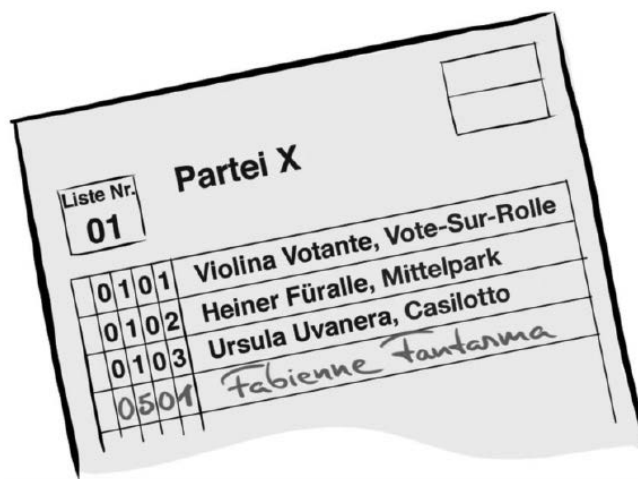 Partei X
Liste Nr.
01
0101 Violina Votante, Vote-Sur-Rolle
0102 Heiner Füralle, Mittelpark
0103 Ursula Uvanera, Casilotto
0501 Fabienne Fantasma